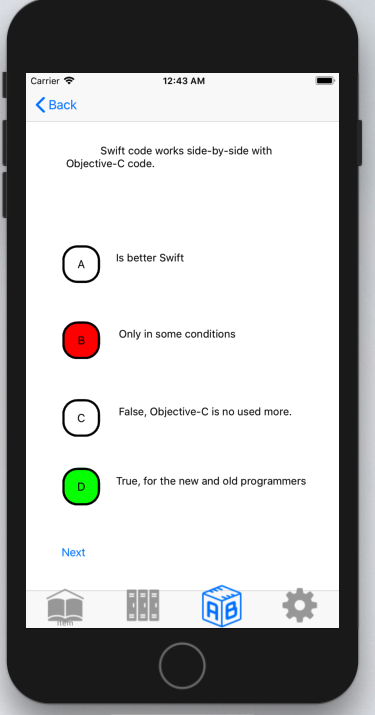 Carrier
12:43 AM
Back
Swift code works side-by-side with
Objective-C code.
A
Is better Swift
B
Only in some conditions
C
False, Objective-C is no used more.
D
True, for the new and old programmers
Next
Item
A B